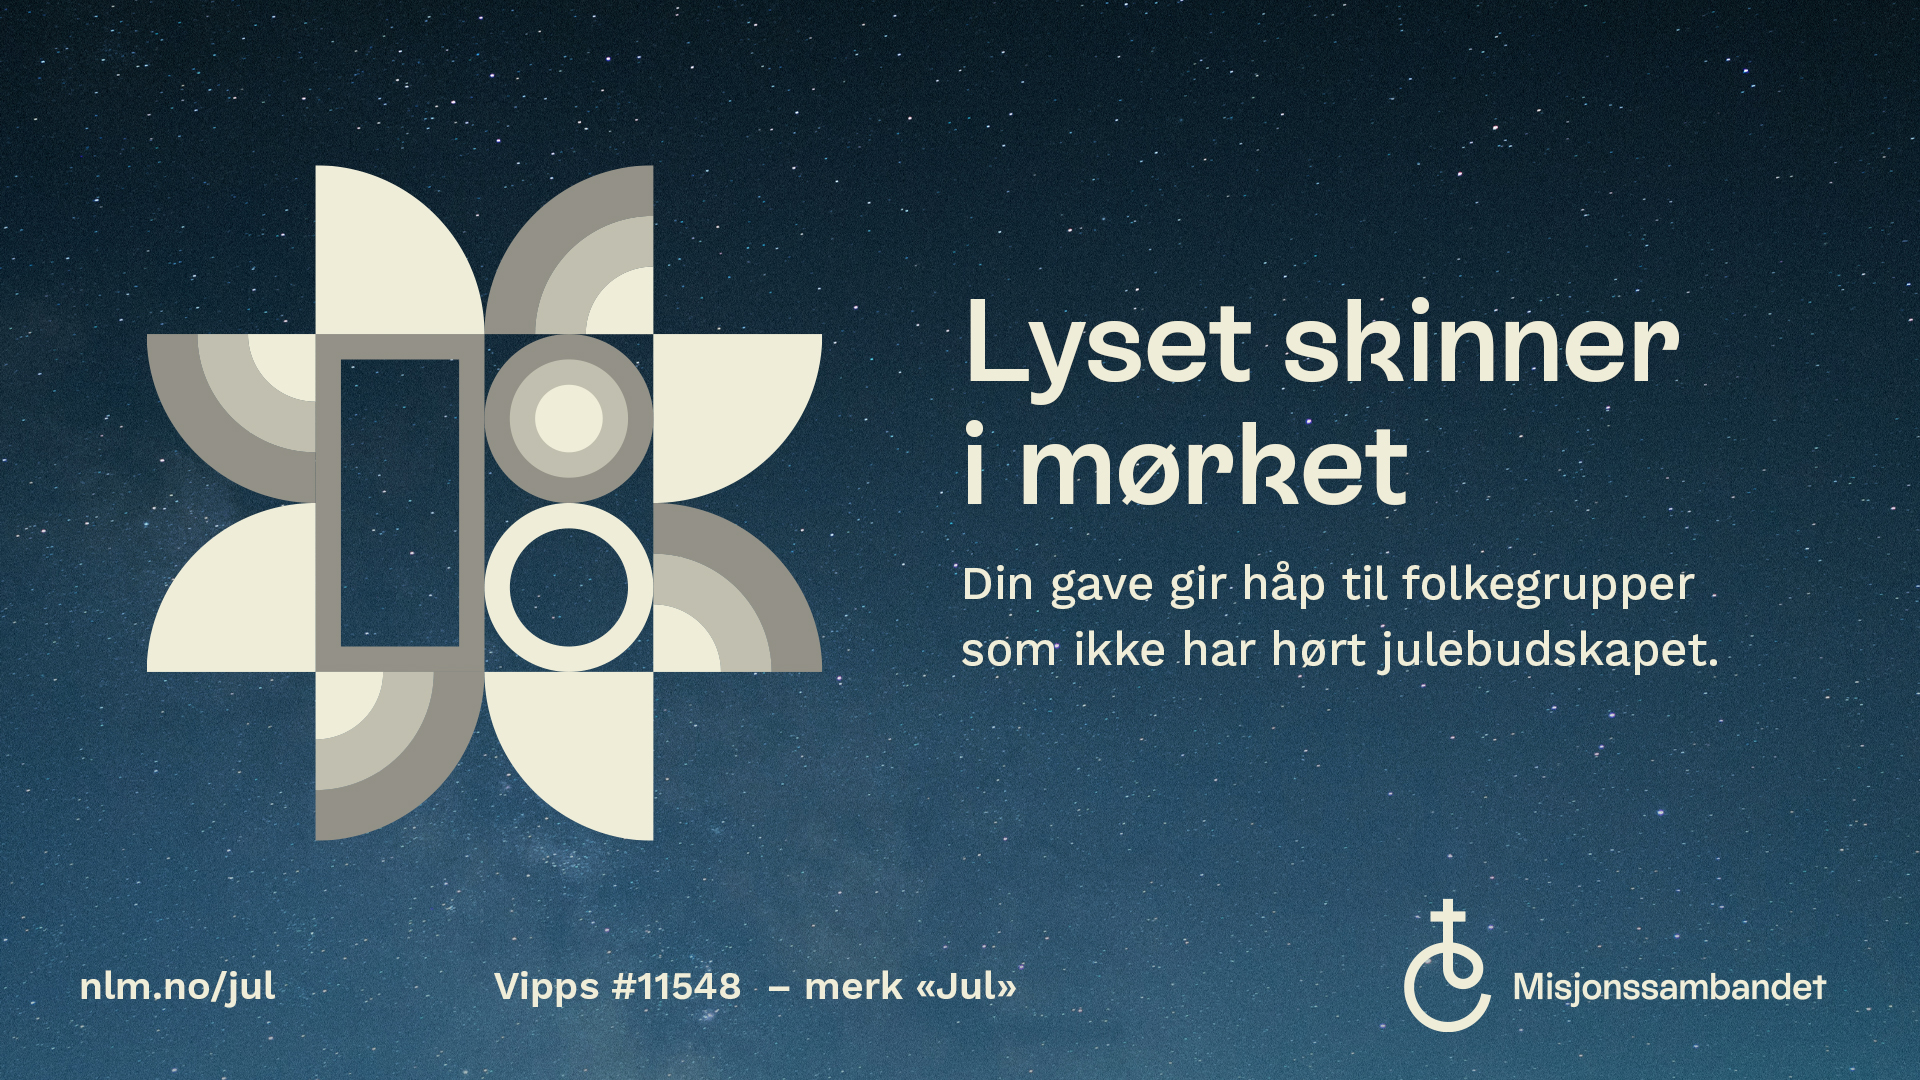 Lyset skinner
i mørket
Din gave gir håp til folkegrupper
som ikke har hørt julebudskapet.
nlm.no/jul
Vipps #11548 – merk «Jul»
Misjonssambandet